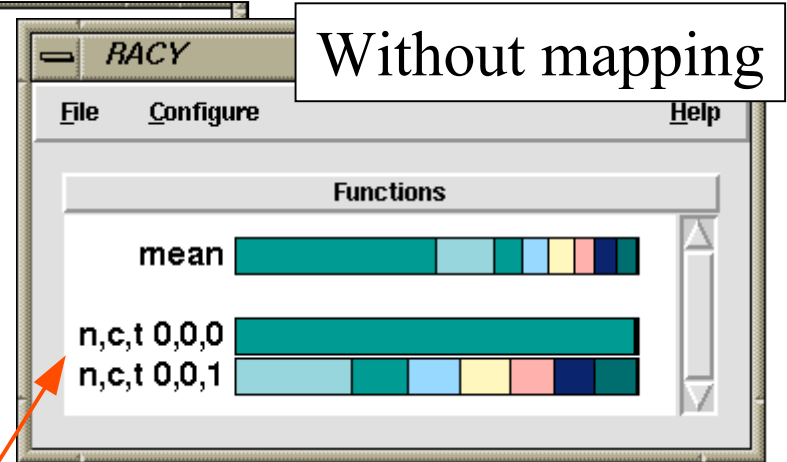 Without mapping
RACY
File Configure Help
Functions
mean
n,c,t 0,0,0
n,c,t 0,0,1